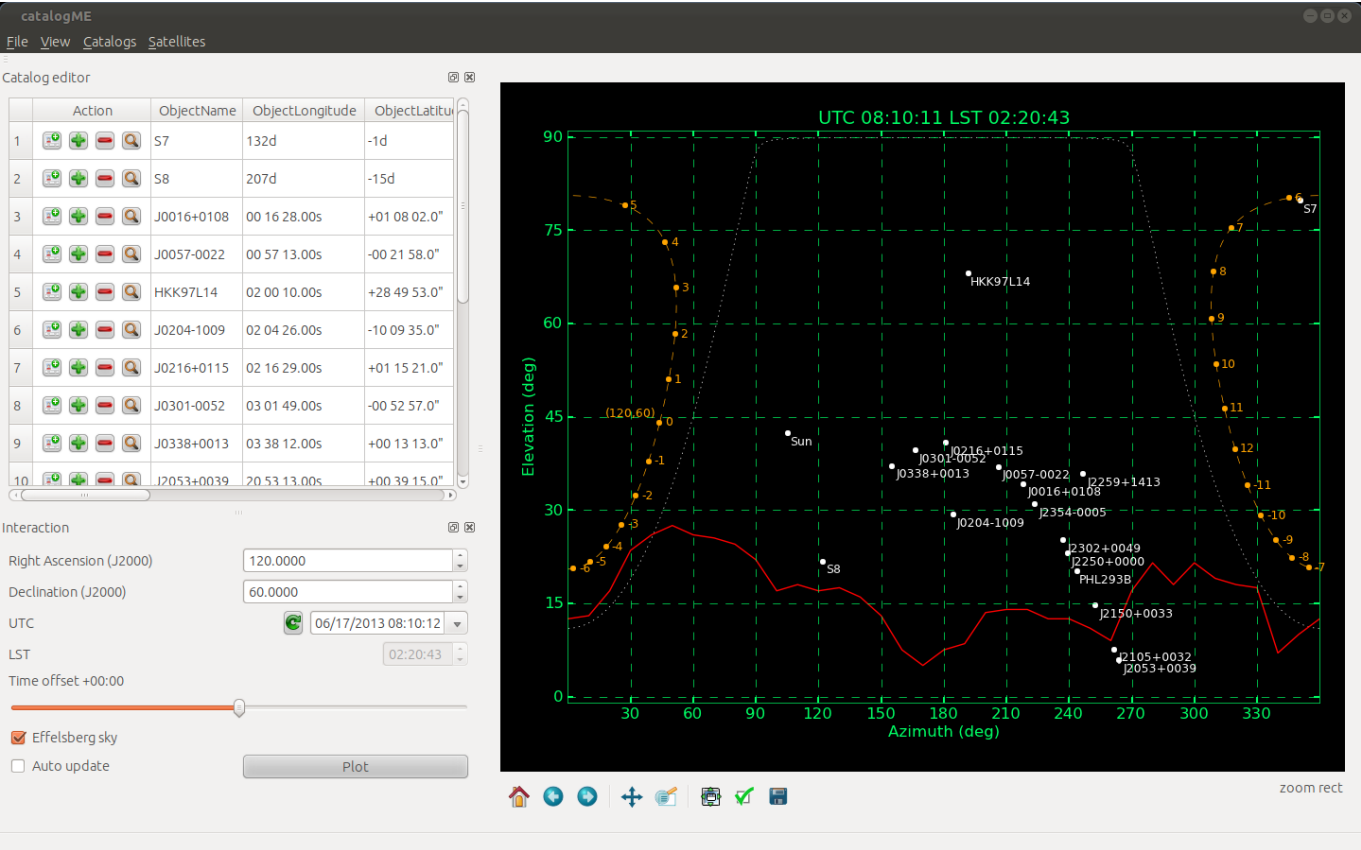 catalogME
File View Catalogs Satellites
Catalog editor
Action ObjectName ObjectLongitude ObjectLatitu
1 S7 132d -1d
2 S8 207d -15d
3 J0016+0108 00 16 28.00s +01 08 02.0"
4 J0057-0022 00 57 13.00s -00 21 58.0"
5 HKK97L14 02 00 10.00s +28 49 53.0"
6 J0204-1009 02 04 26.00s -10 09 35.0"
7 J0216+0115 02 16 29.00s +01 15 21.0"
8 J0301-0052 03 01 49.00s -00 52 57.0"
9 J0338+0013 03 38 12.00s +00 13 13.0"
10 J2053+0039 20 53 13.00s +00 39 15.0"
Interaction
Right Ascension (J2000) 120.0000
Declination (J2000) 60.0000
UTC 06/17/2013 08:10:12
LST 02:20:43
Time offset +00:00
Effelsberg sky
Auto update Plot
UTC 08:10:11 LST 02:20:43
Elevation (deg)
90
75
60
45
30
15
0
5
4
3
2
1
(120,60) 0
-1
-2
-3
-4
-5
-6
6
S7
7
8
9
10
11
12
-11
-10
-9
-8
-7
HKK97L14
Sun
J0216+0115
J0301-0052
J0338+0013
J0057-0022
J2259+1413
J0016+0108
J2354-0005
J0204-1009
J2302+0049
J2250+0000
S8
PHL293B
J2150+0033
J2105+0032
J2053+0039
30 60 90 120 150 180 210 240 270 300 330
Azimuth (deg)
zoom rect